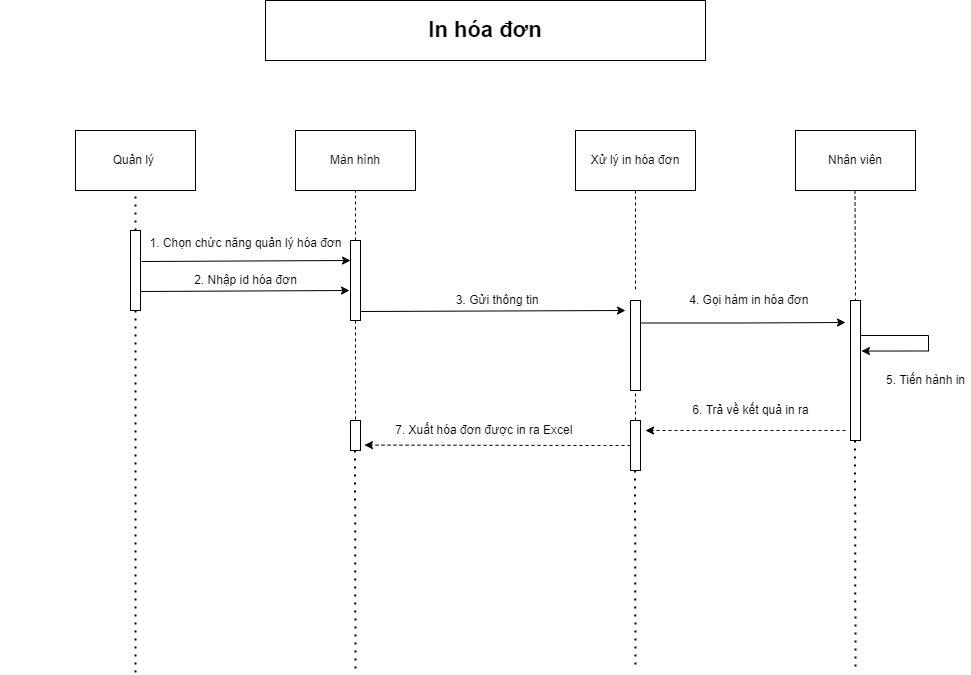 In hóa đơn
Quản lý
Màn hình
Xử lý in hóa đơn
Nhân viên
1. Chọn chức năng quản lý hóa đơn
2. Nhập id hóa đơn
3. Gửi thông tin
4. Gọi hàm in hóa đơn
5. Tiến hành in
6. Trả về kết quả in ra
7. Xuất hóa đơn được in ra Excel